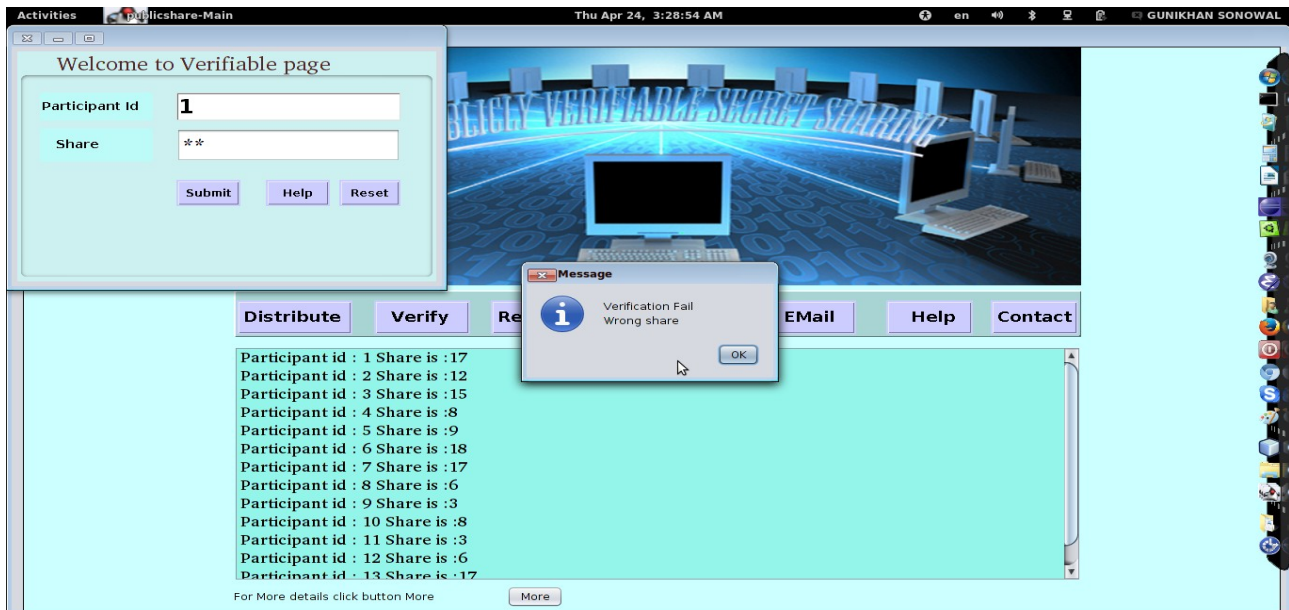 Activities publicshare-Main Thu Apr 24, 3:28:54 AM en GUNIKHAN SONOWAL
Welcome to Verifiable page
Participant Id 1
Share **
Submit Help Reset
PUBLICLY VERIFIABLE SECRET SHARING
Message
Verification Fail
Wrong share
OK
Distribute Verify Re EMail Help Contact
Participant id : 1 Share is :17
Participant id : 2 Share is :12
Participant id : 3 Share is :15
Participant id : 4 Share is :8
Participant id : 5 Share is :9
Participant id : 6 Share is :18
Participant id : 7 Share is :17
Participant id : 8 Share is :6
Participant id : 9 Share is :3
Participant id : 10 Share is :8
Participant id : 11 Share is :3
Participant id : 12 Share is :6
Participant id : 13 Share is :17
For More details click button More More